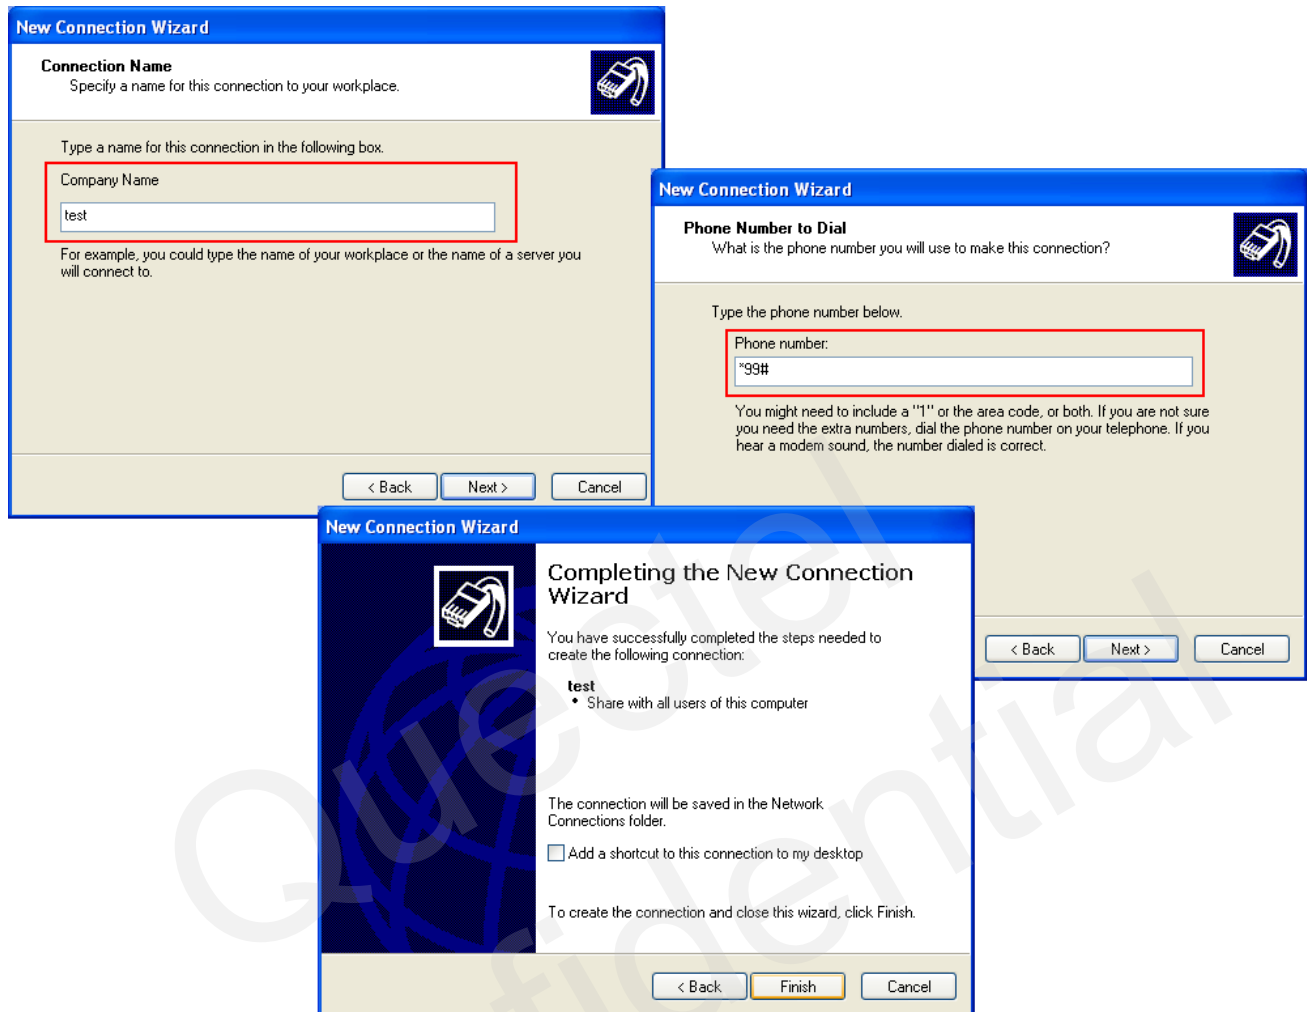 New Connection Wizard
Connection Name
Specify a name for this connection to your workplace.
Type a name for this connection in the following box.
Company Name
test
For example, you could type the name of your workplace or the name of a server you
will connect to.
< Back
Next >
Cancel
New Connection Wizard
Phone Number to Dial
What is the phone number you will use to make this connection?
Type the phone number below.
Phone number:
*99#
You might need to include a "1" or the area code, or both. If you are not sure
you need the extra numbers, dial the phone number on your telephone. If you
hear a modem sound, the number dialed is correct.
< Back
Next >
Cancel
New Connection Wizard
Completing the New Connection
Wizard
You have successfully completed the steps needed to
create the following connection:
test
• Share with all users of this computer
The connection will be saved in the Network
Connections folder.
Add a shortcut to this connection to my desktop
To create the connection and close this wizard, click Finish.
< Back
Finish
Cancel
Quectel
fidential